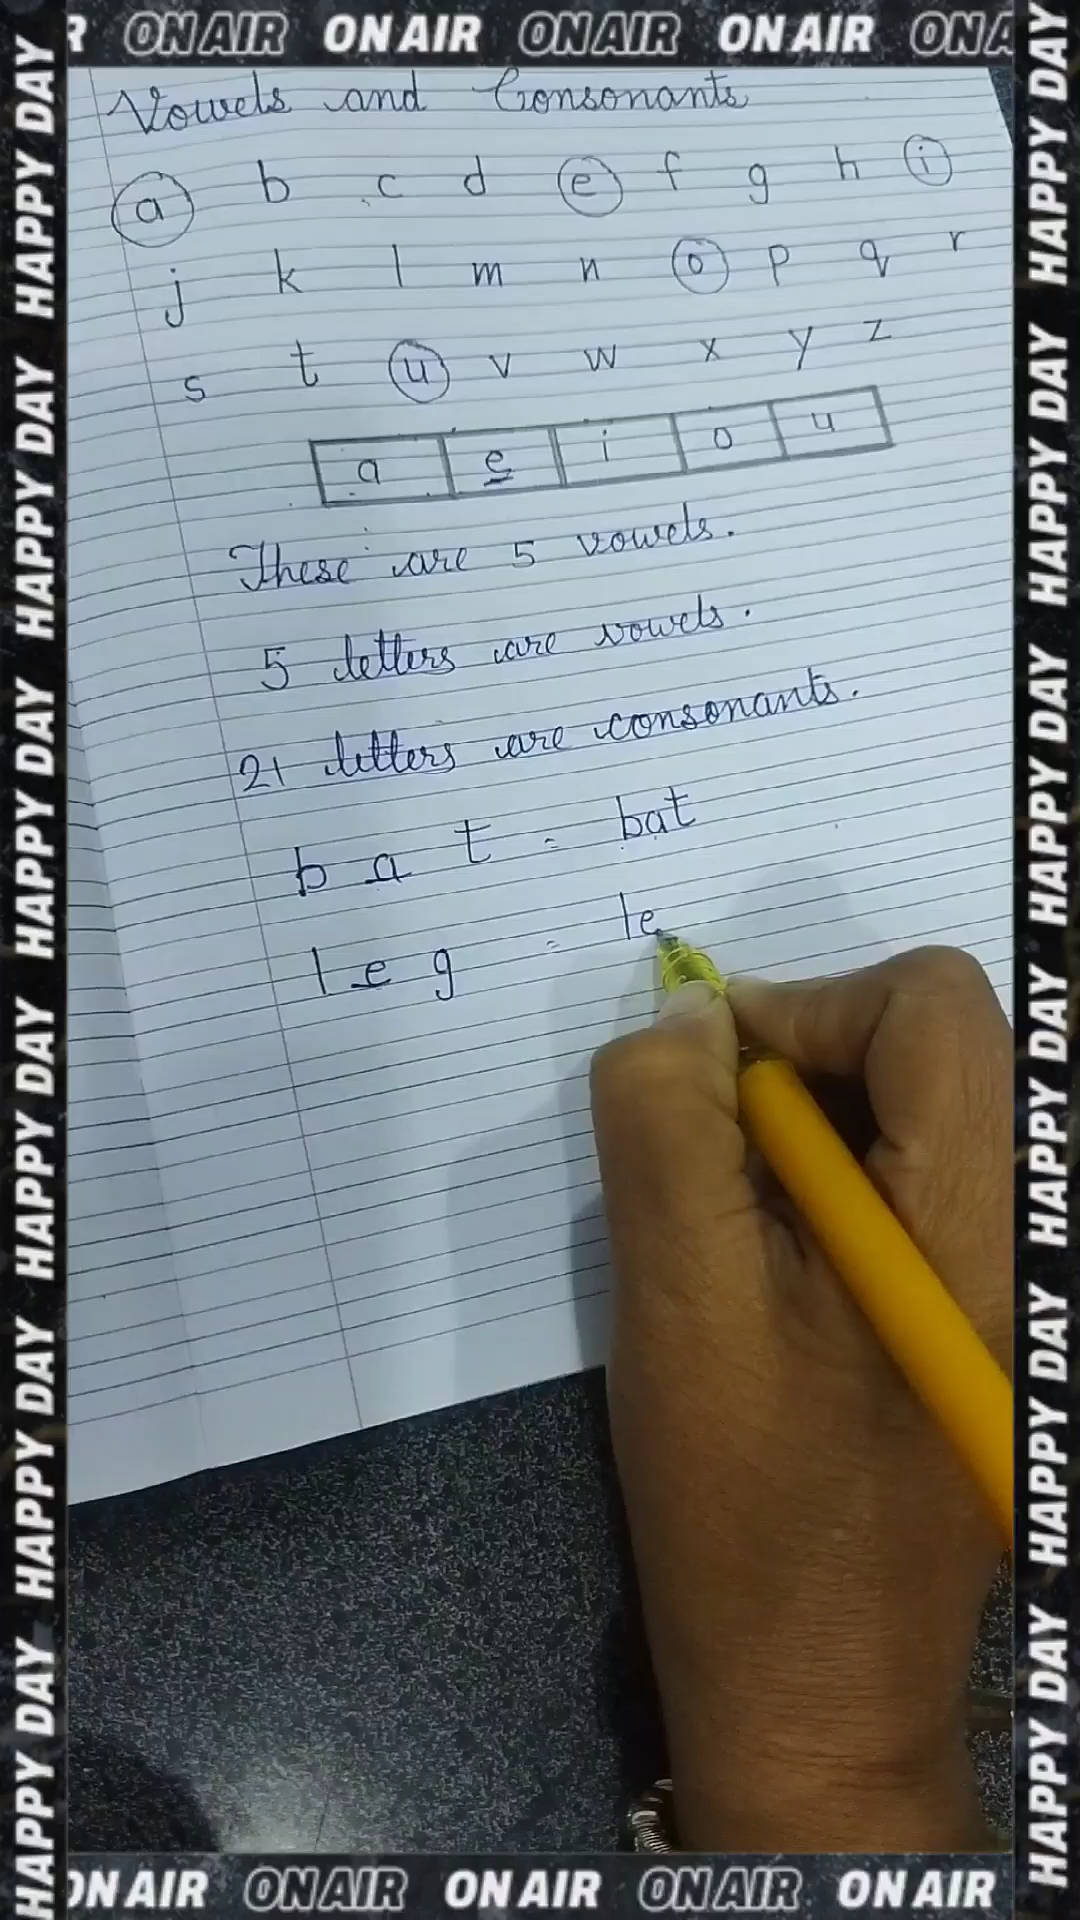 R ON AIR ON AIR ON AIR ON AIR ONA
HAPPY DAY HAPPY DAY HAPPY DAY HAPPY DAY HAPPY DAY HAPPY DAY
Vowels and Consonants
a b c d e f g h i
j k l m n o p q r
s t u v w x y z
a e i o u
These are 5 vowels.
5 letters are vowels.
21 letters are consonants.
b a t = bat
l e g = le
HAPPY DAY HAPPY DAY HAPPY DAY HAPPY DAY HAPPY DAY HAPPY DAY
ON AIR ON AIR ON AIR ON AIR ON AIR